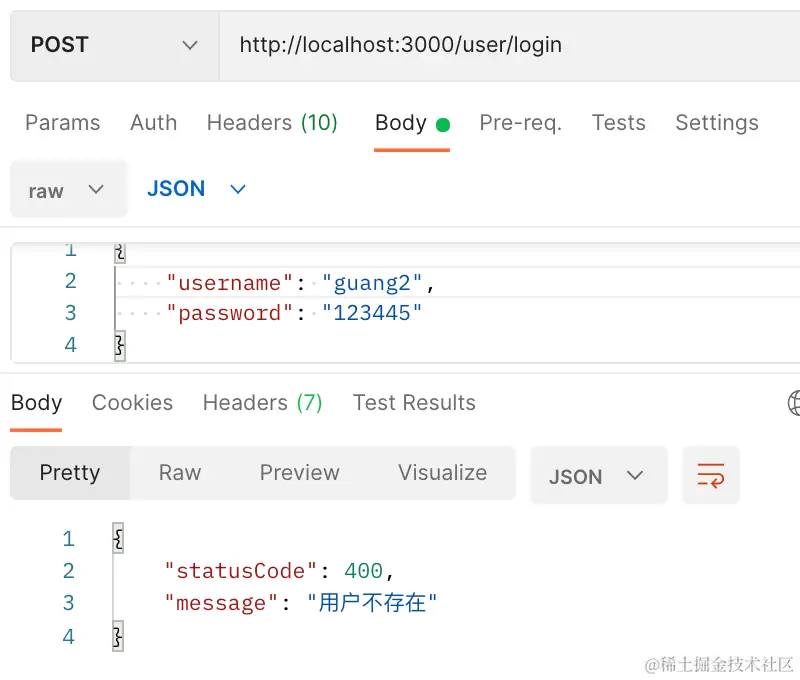 POST http://localhost:3000/user/login
Params Auth Headers (10) Body Pre-req. Tests Settings
raw JSON
1 {
2 "username": "guang2",
3 "password": "123445"
4 }
Body Cookies Headers (7) Test Results
Pretty Raw Preview Visualize JSON
1 {
2 "statusCode": 400,
3 "message": "用户不存在"
4 }
@稀土掘金技术社区